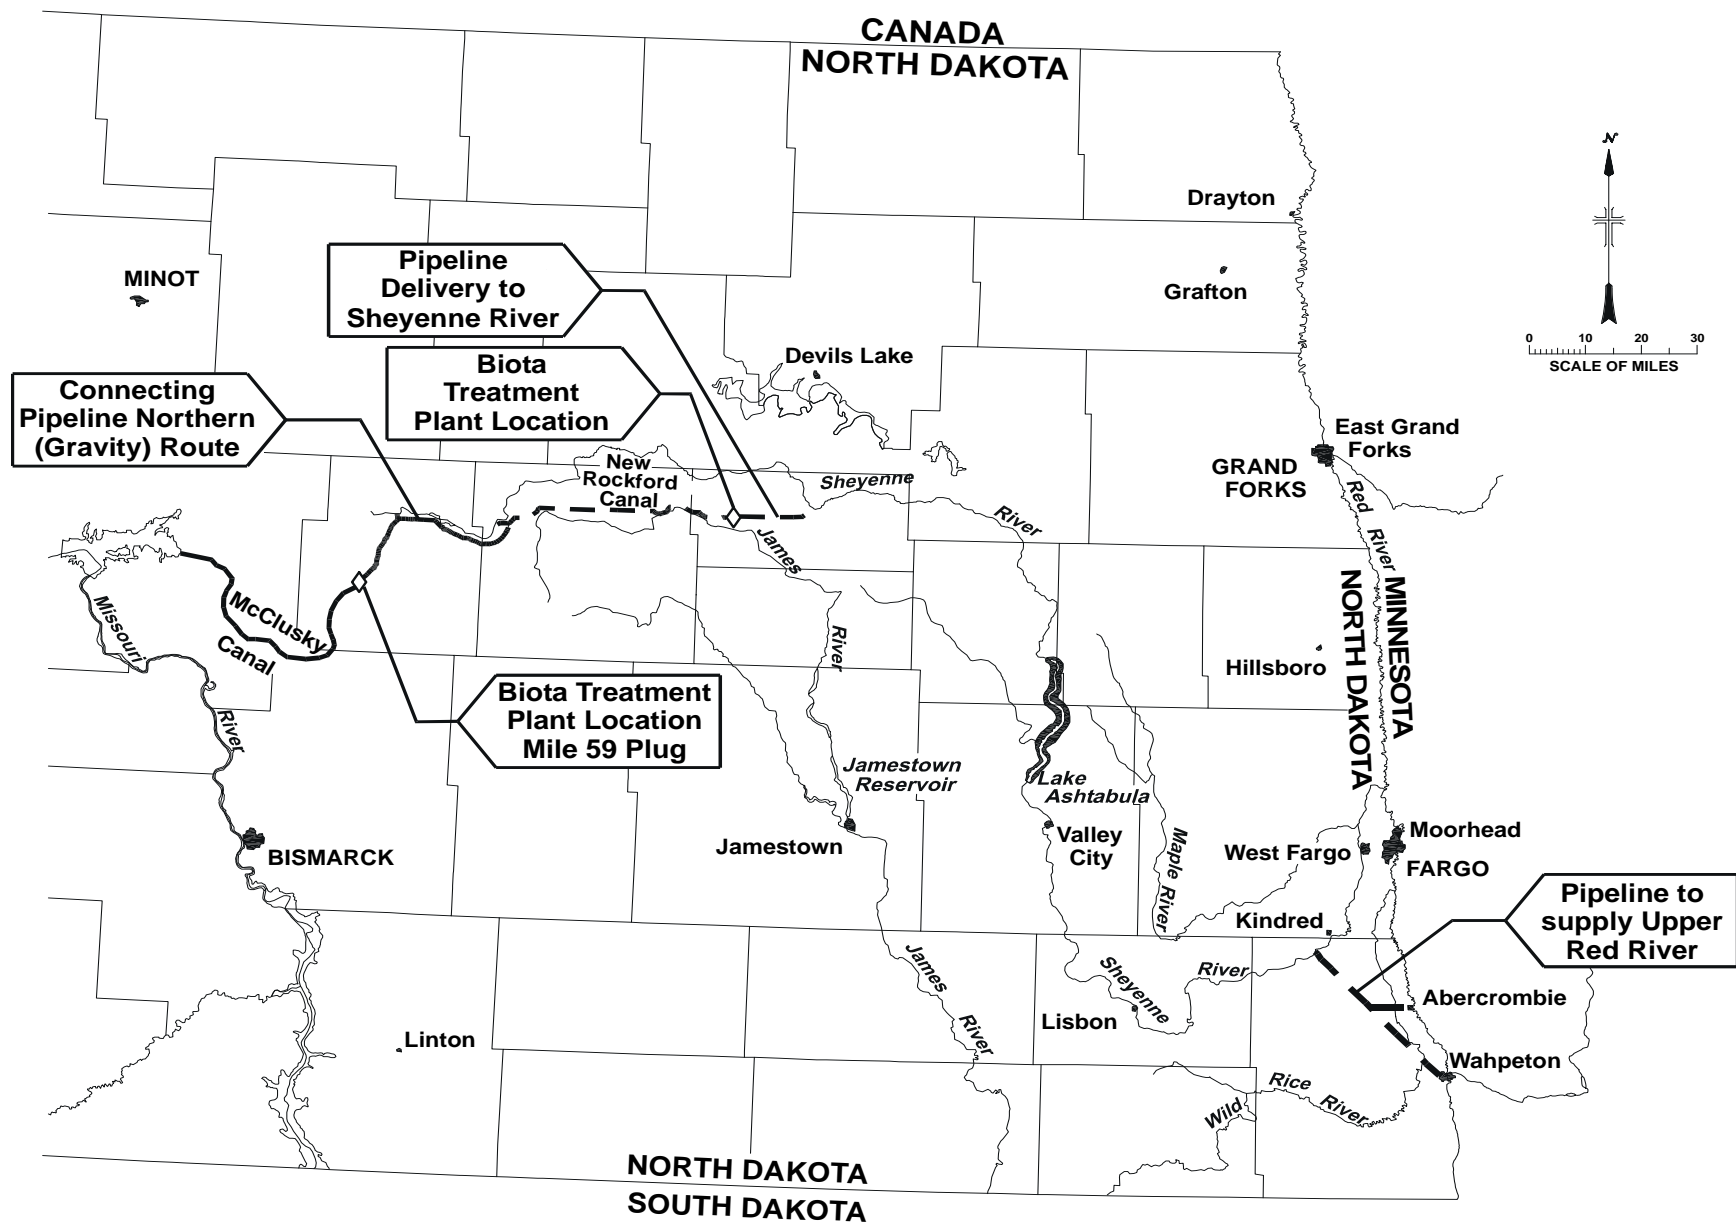 CANADA
NORTH DAKOTA
N
Drayton
MINOT
Pipeline
Delivery to
Sheyenne River
Grafton
0 10 20 30
SCALE OF MILES
Devils Lake
Biota
Treatment
Plant Location
Connecting
Pipeline Northern
(Gravity) Route
East Grand
Forks
GRAND
FORKS
New
Rockford
Canal
Sheyenne
River
Red
River
James
River
McClusky
Canal
Missouri
River
NORTH DAKOTA
MINNESOTA
Hillsboro
Biota Treatment
Plant Location
Mile 59 Plug
Jamestown
Reservoir
Lake
Ashtabula
Jamestown
Valley
City
Maple River
West Fargo
Moorhead
FARGO
BISMARCK
Kindred
Pipeline to
supply Upper
Red River
James
River
Sheyenne
River
Abercrombie
Lisbon
Linton
Wahpeton
Wild
Rice
River
NORTH DAKOTA
SOUTH DAKOTA